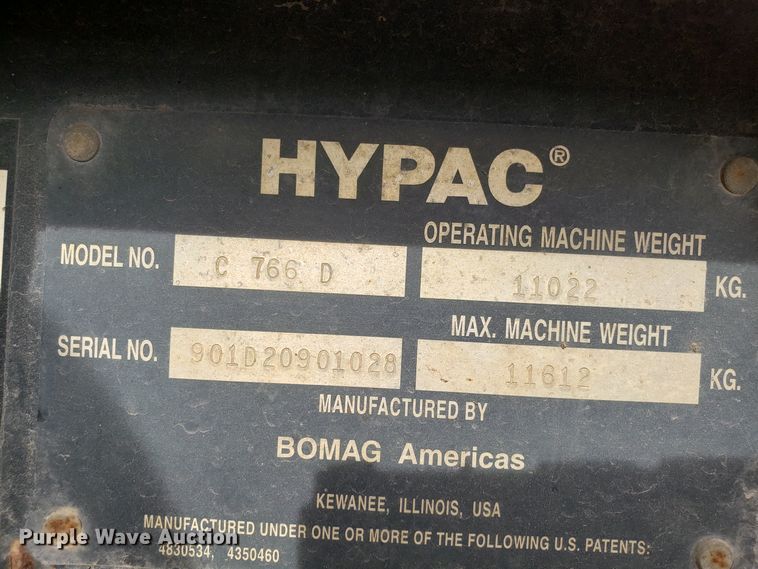 HYPAC®
OPERATING MACHINE WEIGHT
MODEL NO. C 766 D 11022 KG.
MAX. MACHINE WEIGHT
SERIAL NO. 901D20901028 11612 KG.
MANUFACTURED BY
BOMAG Americas
KEWANEE, ILLINOIS, USA
MANUFACTURED UNDER ONE OR MORE OF THE FOLLOWING U.S. PATENTS:
4830534, 4350460
Purple Wave Auction